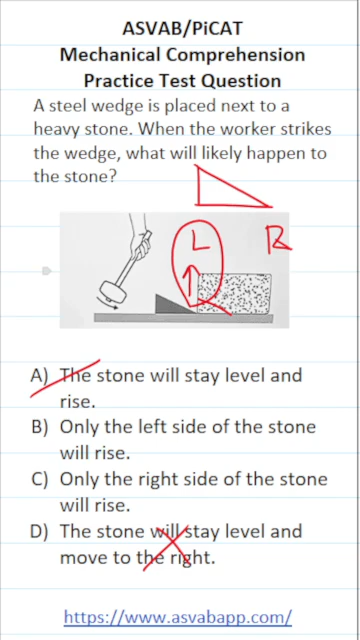 ASVAB/PiCAT
Mechanical Comprehension
Practice Test Question
A steel wedge is placed next to a
heavy stone. When the worker strikes
the wedge, what will likely happen to
the stone?
L R
A) The stone will stay level and
rise.
B) Only the left side of the stone
will rise.
C) Only the right side of the stone
will rise.
D) The stone will stay level and
move to the right.
https://www.asvabapp.com/